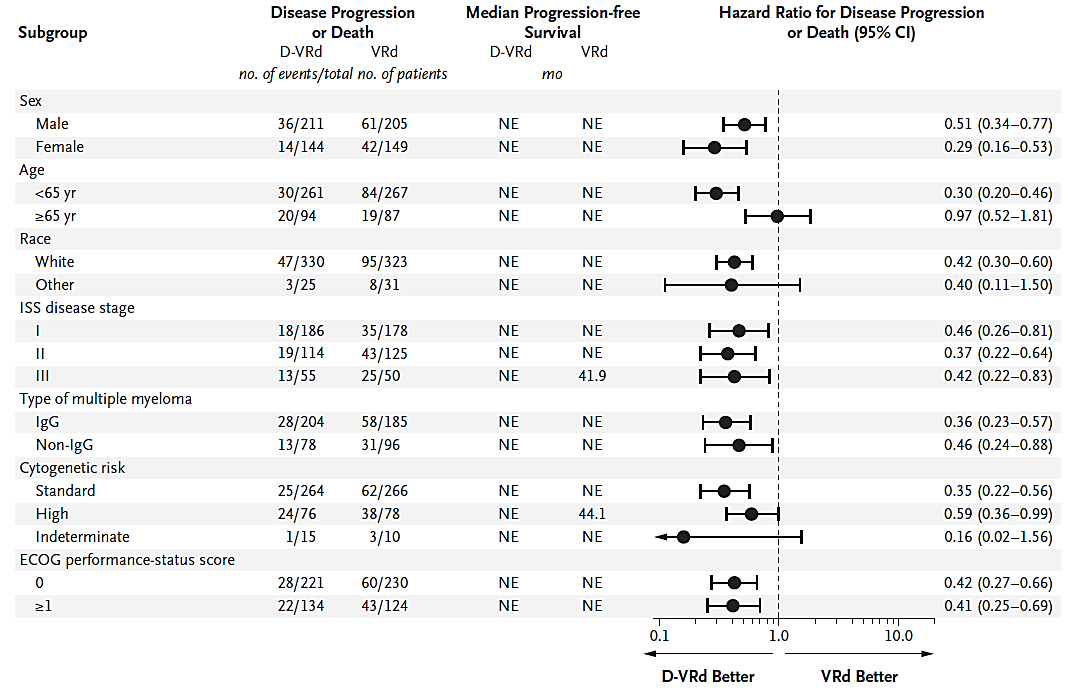 Subgroup Disease Progression or Death Median Progression-free Survival Hazard Ratio for Disease Progression or Death (95% CI)
D-VRd VRd D-VRd VRd
no. of events/total no. of patients mo
Sex
Male 36/211 61/205 NE NE 0.51 (0.34–0.77)
Female 14/144 42/149 NE NE 0.29 (0.16–0.53)
Age
<65 yr 30/261 84/267 NE NE 0.30 (0.20–0.46)
≥65 yr 20/94 19/87 NE NE 0.97 (0.52–1.81)
Race
White 47/330 95/323 NE NE 0.42 (0.30–0.60)
Other 3/25 8/31 NE NE 0.40 (0.11–1.50)
ISS disease stage
I 18/186 35/178 NE NE 0.46 (0.26–0.81)
II 19/114 43/125 NE NE 0.37 (0.22–0.64)
III 13/55 25/50 NE 41.9 0.42 (0.22–0.83)
Type of multiple myeloma
IgG 28/204 58/185 NE NE 0.36 (0.23–0.57)
Non-IgG 13/78 31/96 NE NE 0.46 (0.24–0.88)
Cytogenetic risk
Standard 25/264 62/266 NE NE 0.35 (0.22–0.56)
High 24/76 38/78 NE 44.1 0.59 (0.36–0.99)
Indeterminate 1/15 3/10 NE NE 0.16 (0.02–1.56)
ECOG performance-status score
0 28/221 60/230 NE NE 0.42 (0.27–0.66)
≥1 22/134 43/124 NE NE 0.41 (0.25–0.69)
0.1 1.0 10.0
D-VRd Better VRd Better